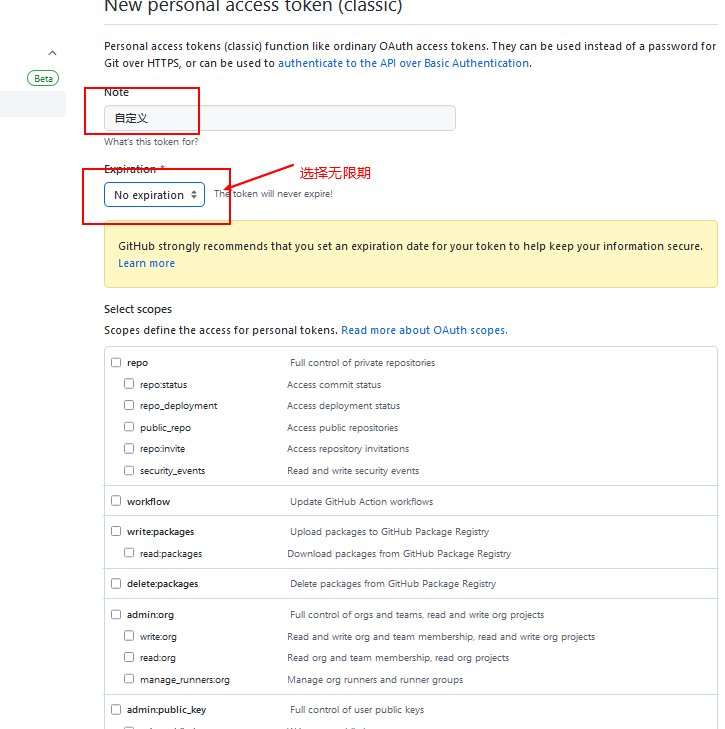 New personal access token (classic)
Personal access tokens (classic) function like ordinary OAuth access tokens. They can be used instead of a password for
Git over HTTPS, or can be used to authenticate to the API over Basic Authentication.
Beta
Note
自定义
What's this token for?
Expiration *
选择无限期
No expiration
The token will never expire!
GitHub strongly recommends that you set an expiration date for your token to help keep your information secure.
Learn more
Select scopes
Scopes define the access for personal tokens. Read more about OAuth scopes.
repo Full control of private repositories
repo:status Access commit status
repo_deployment Access deployment status
public_repo Access public repositories
repo:invite Access repository invitations
security_events Read and write security events
workflow Update GitHub Action workflows
write:packages Upload packages to GitHub Package Registry
read:packages Download packages from GitHub Package Registry
delete:packages Delete packages from GitHub Package Registry
admin:org Full control of orgs and teams, read and write org projects
write:org Read and write org and team membership, read and write org projects
read:org Read org and team membership, read org projects
manage_runners:org Manage org runners and runner groups
admin:public_key Full control of user public keys